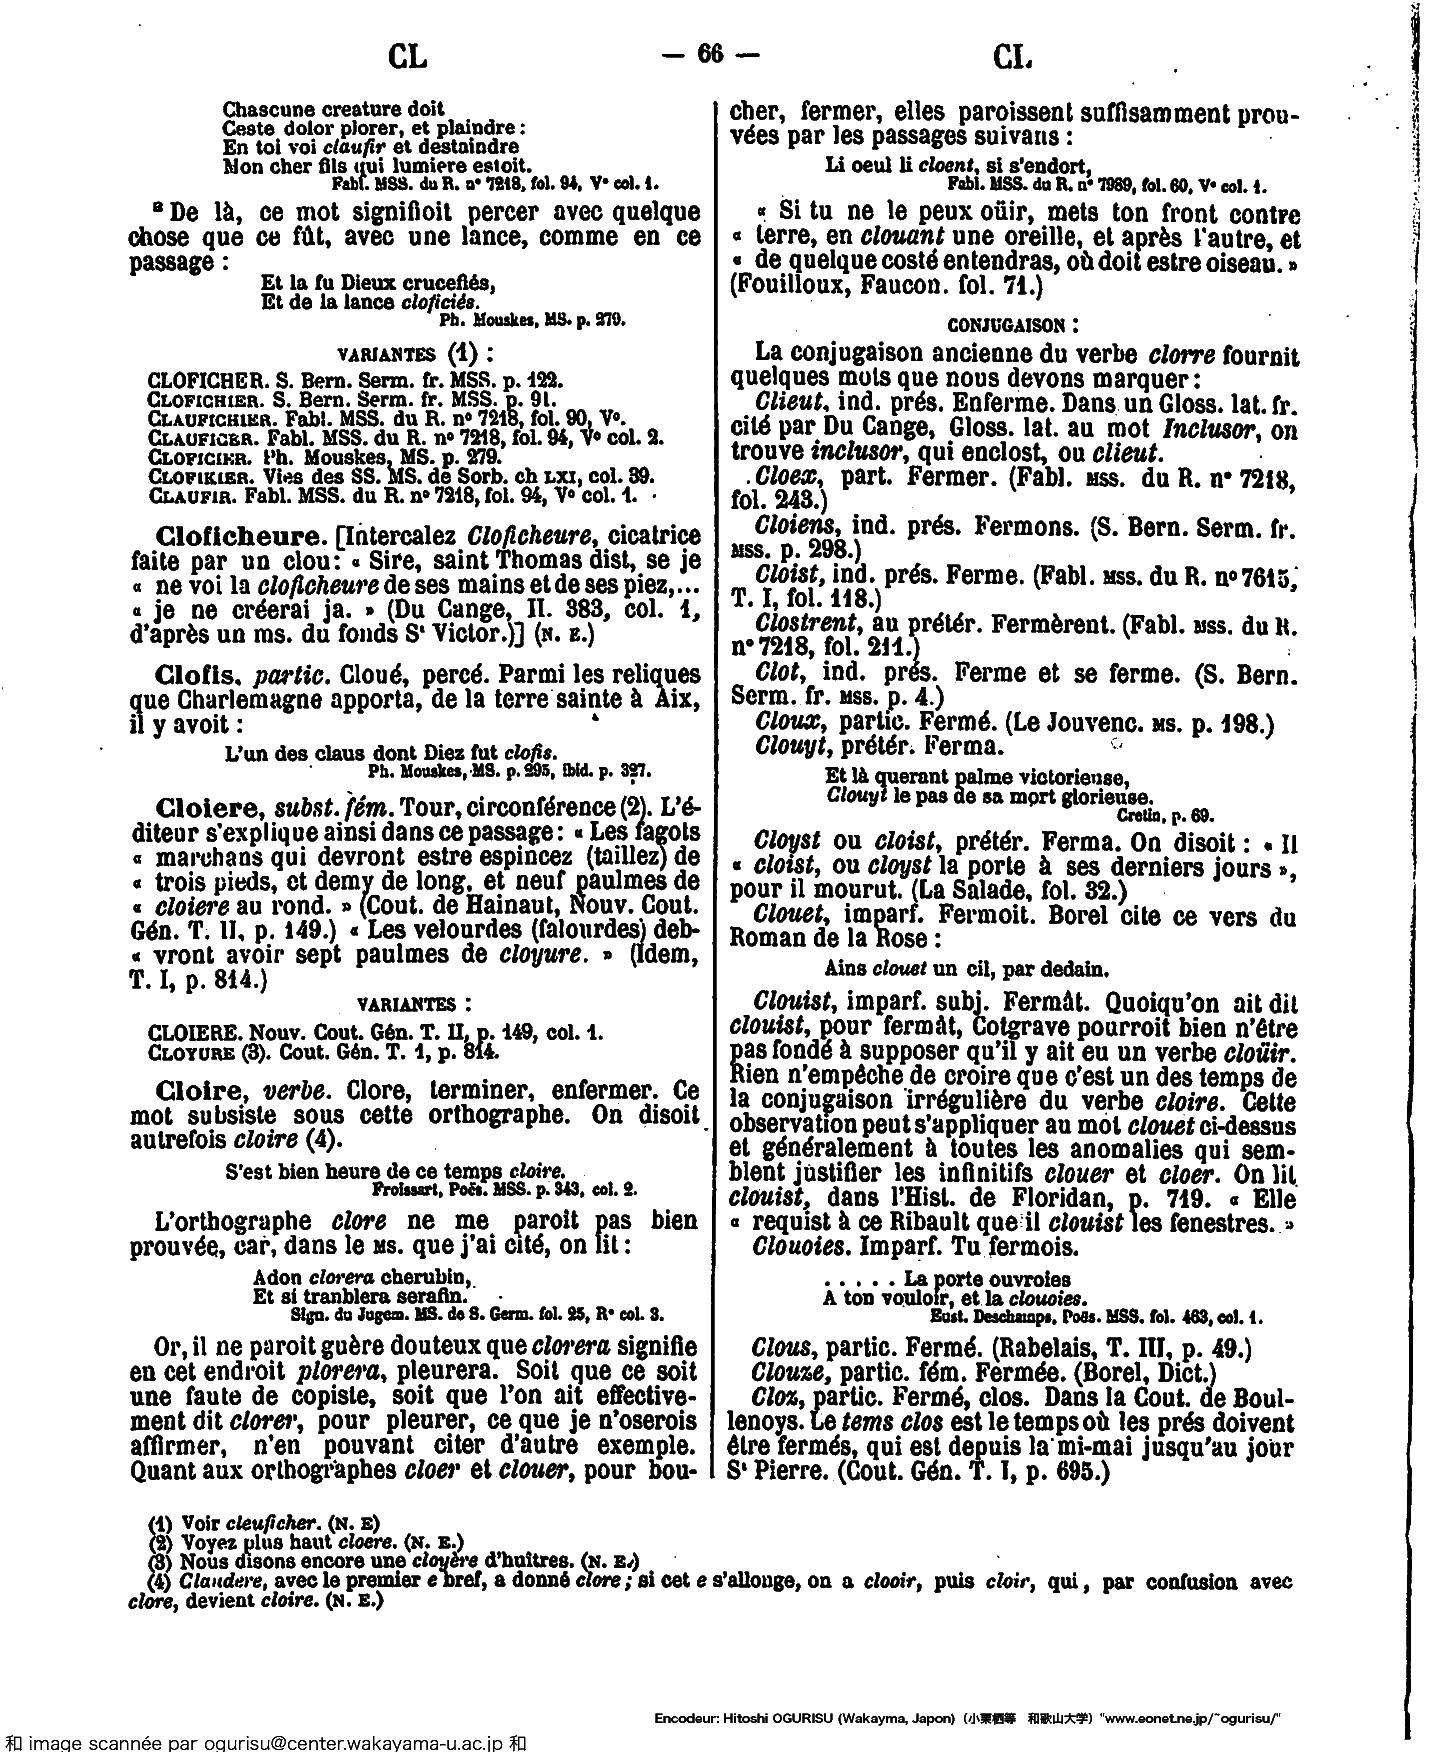 CL
— 66 —
CL
Chascune creature doit
Ceste dolor plorer, et plaindre :
En toi voi claufir et destaindre
Mon cher fils qui lumiere estoit.
Fabl. MSS. du R. nº 7218, fol. 94, Vº col. 1.
² De là, ce mot signifioit percer avec quelque
chose que ce fût, avec une lance, comme en ce
passage :
Et la fu Dieux crucefiés,
Et de la lance cloficiés.
Ph. Mouskes, MS. p. 279.
VARIANTES (1) :
CLOFICHER. S. Bern. Serm. fr. MSS. p. 122.
CLOFICHIER. S. Bern. Serm. fr. MSS. p. 91.
CLAUFICHIER. Fabl. MSS. du R. nº 7218, fol. 90, Vº.
CLAUFICER. Fabl. MSS. du R. nº 7218, fol. 94, Vº col. 2.
CLOFICIER. Ph. Mouskes, MS. p. 279.
CLOFIKIER. Vies des SS. MS. de Sorb. ch LXI, col. 39.
CLAUFIR. Fabl. MSS. du R. nº 7218, fol. 94, Vº col. 1.
Cloficheure. [Intercalez Cloficheure, cicatrice
faite par un clou: « Sire, saint Thomas dist, se je
« ne voi la cloficheure de ses mains et de ses piez,...
« je ne créerai ja. » (Du Cange, II. 383, col. 1,
d'après un ms. du fonds Sᵗ Victor.)] (N. E.)
Clofis. partic. Cloué, percé. Parmi les reliques
que Charlemagne apporta, de la terre sainte à Aix,
il y avoit :
L'un des claus dont Diez fut clofis.
Ph. Mouskes, MS. p. 295, Ibid. p. 327.
Cloiere, subst. fém. Tour, circonférence (2). L'é-
diteur s'explique ainsi dans ce passage : « Les fagots
« marchans qui devront estre espincez (taillez) de
« trois pieds, et demy de long, et neuf paulmes de
« cloiere au rond. » (Cout. de Hainaut, Nouv. Cout.
Gén. T. II, p. 149.) « Les velourdes (falourdes) deb-
« vront avoir sept paulmes de cloyure. » (Idem,
T. I, p. 814.)
VARIANTES :
CLOIERE. Nouv. Cout. Gén. T. II, p. 149, col. 1.
CLOYURE (3). Cout. Gén. T. 1, p. 814.
Cloire, verbe. Clore, terminer, enfermer. Ce
mot subsiste sous cette orthographe. On disoit
autrefois cloire (4).
S'est bien heure de ce temps cloire.
Froissart, Poës. MSS. p. 343, col. 2.
L'orthographe clore ne me paroit pas bien
prouvée, car, dans le MS. que j'ai cité, on lit :
Adon clorera cherubin,
Et si tranblera serafin.
Sign. du Jugem. MS. de S. Germ. fol. 25, Rº col. 3.
Or, il ne paroit guère douteux que clorera signifie
en cet endroit plorera, pleurera. Soit que ce soit
une faute de copiste, soit que l'on ait effective-
ment dit clorer, pour pleurer, ce que je n'oserois
affirmer, n'en pouvant citer d'autre exemple.
Quant aux orthographes cloer et clouer, pour bou-
cher, fermer, elles paroissent suffisamment prou-
vées par les passages suivans :
Li oeul li cloent, si s'endort,
Fabl. MSS. du R. nº 7989, fol. 60, Vº col. 1.
« Si tu ne le peux oüir, mets ton front contre
« terre, en clouant une oreille, et après l'autre, et
« de quelque costé entendras, où doit estre oiseau. »
(Fouilloux, Faucon. fol. 71.)
CONJUGAISON :
La conjugaison ancienne du verbe clorre fournit
quelques mots que nous devons marquer :
Clieut, ind. prés. Enferme. Dans un Gloss. lat. fr.
cité par Du Cange, Gloss. lat. au mot Inclusor, on
trouve inclusor, qui enclost, ou clieut.
Cloex, part. Fermer. (Fabl. MSS. du R. nº 7218,
fol. 243.)
Cloiens, ind. prés. Fermons. (S. Bern. Serm. fr.
MSS. p. 298.)
Cloist, ind. prés. Ferme. (Fabl. MSS. du R. nº 7615,
T. I, fol. 118.)
Clostrent, au prétér. Fermèrent. (Fabl. MSS. du R.
nº 7218, fol. 211.)
Clot, ind. prés. Ferme et se ferme. (S. Bern.
Serm. fr. MSS. p. 4.)
Cloux, partic. Fermé. (Le Jouvenc. MS. p. 198.)
Clouyt, prétér. Ferma.
Et là querant palme victorieuse,
Clouyt le pas de sa mort glorieuse.
Cretin, p. 69.
Cloyst ou cloist, prétér. Ferma. On disoit : « Il
« cloist, ou cloyst la porte à ses derniers jours »,
pour il mourut. (La Salade, fol. 32.)
Clouet, imparf. Fermoit. Borel cite ce vers du
Roman de la Rose :
Ains clouet un cil, par dedain.
Clouist, imparf. subj. Fermât. Quoiqu'on ait dit
clouist, pour fermât, Cotgrave pourroit bien n'être
pas fondé à supposer qu'il y ait eu un verbe cloüir.
Rien n'empêche de croire que c'est un des temps de
la conjugaison irrégulière du verbe cloire. Cette
observation peut s'appliquer au mot clouet ci-dessus
et généralement à toutes les anomalies qui sem-
blent justifier les infinitifs clouer et cloer. On lit
clouist, dans l'Hist. de Floridan, p. 719. « Elle
« requist à ce Ribault que il clouist les fenestres. »
Clouoies. Imparf. Tu fermois.
. . . . . La porte ouvroies
A ton vouloir, et la clouoies.
Eust. Deschamps, Poës. MSS. fol. 463, col. 1.
Clous, partic. Fermé. (Rabelais, T. III, p. 49.)
Clouze, partic. fém. Fermée. (Borel, Dict.)
Cloz, partic. Fermé, clos. Dans la Cout. de Boul-
lenoys. Le tems clos est le temps où les prés doivent
être fermés, qui est depuis la mi-mai jusqu'au jour
Sᵗ Pierre. (Cout. Gén. T. I, p. 695.)
(1) Voir cleuficher. (N. E)
(2) Voyez plus haut cloere. (N. E.)
(3) Nous disons encore une cloyère d'huîtres. (N. E.)
(4) Claudere, avec le premier e bref, a donné clore ; si cet e s'allonge, on a clooir, puis cloir, qui, par confusion avec
clore, devient cloire. (N. E.)
Encodeur: Hitoshi OGURISU (Wakayma, Japon) (小栗栖等 和歌山大学) "www.eonet.ne.jp/~ogurisu/"
和 image scannée par ogurisu@center.wakayama-u.ac.jp 和